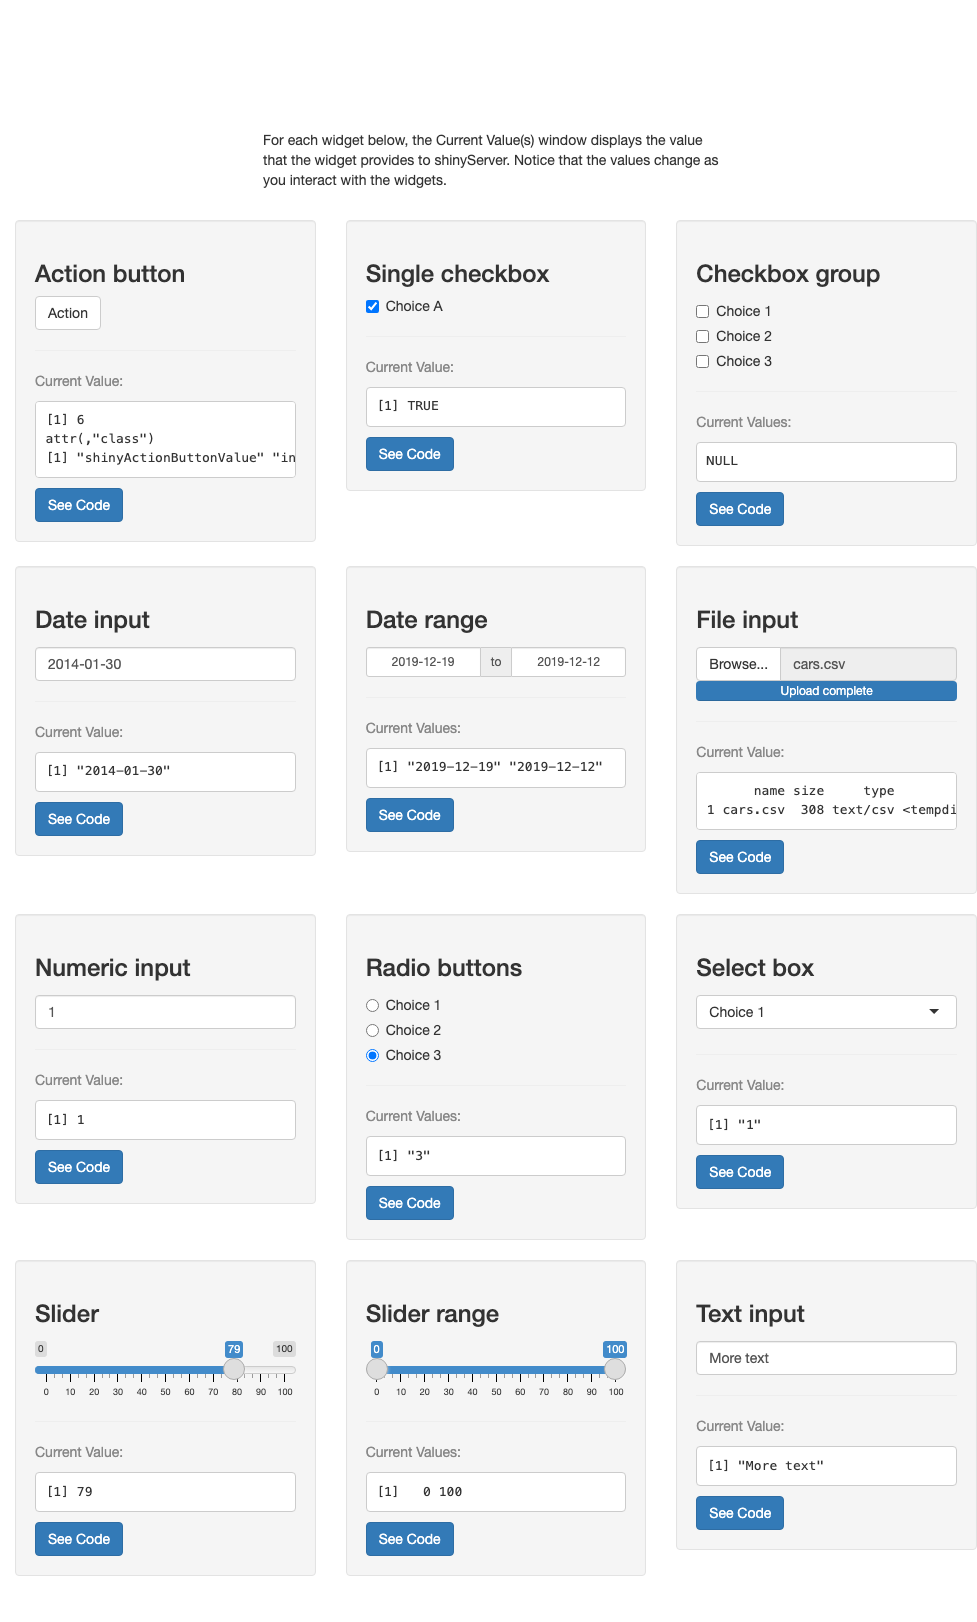 For each widget below, the Current Value(s) window displays the value
that the widget provides to shinyServer. Notice that the values change as
you interact with the widgets.
Action button
Action
Current Value:
[1] 6
attr(,"class")
[1] "shinyActionButtonValue" "in
See Code
Single checkbox
Choice A
Current Value:
[1] TRUE
See Code
Checkbox group
Choice 1
Choice 2
Choice 3
Current Values:
NULL
See Code
Date input
2014-01-30
Current Value:
[1] "2014-01-30"
See Code
Date range
2019-12-19 to 2019-12-12
Current Values:
[1] "2019-12-19" "2019-12-12"
See Code
File input
Browse... cars.csv
Upload complete
Current Value:
name size type
1 cars.csv 308 text/csv <tempdi
See Code
Numeric input
1
Current Value:
[1] 1
See Code
Radio buttons
Choice 1
Choice 2
Choice 3
Current Values:
[1] "3"
See Code
Select box
Choice 1
Current Value:
[1] "1"
See Code
Slider
0 79 100
0 10 20 30 40 50 60 70 80 90 100
Current Value:
[1] 79
See Code
Slider range
0 100
0 10 20 30 40 50 60 70 80 90 100
Current Values:
[1] 0 100
See Code
Text input
More text
Current Value:
[1] "More text"
See Code